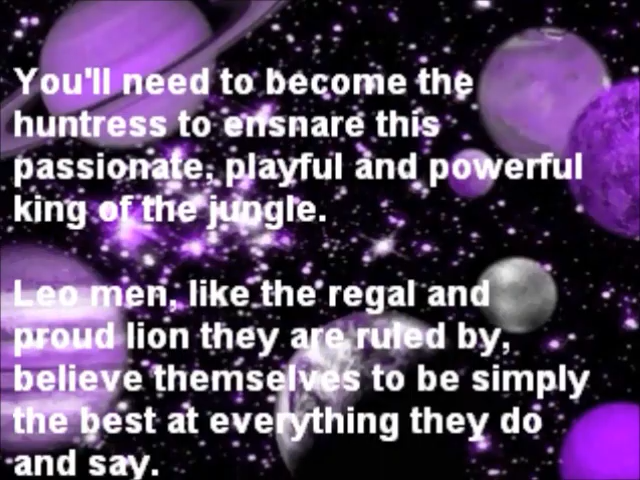 You'll need to become the
huntress to ensnare this
passionate, playful and powerful
king of the jungle.
Leo men, like the regal and
proud lion they are ruled by,
believe themselves to be simply
the best at everything they do
and say.